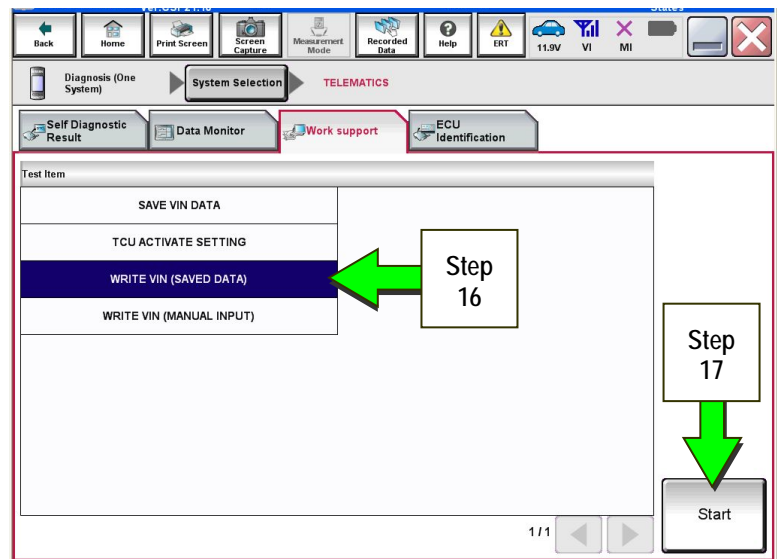 Back
Home
Print Screen
Screen
Capture
Measurement
Mode
Recorded
Data
Help
ERT
11.9V
VI
MI
Diagnosis (One
System)
System Selection
TELEMATICS
Self Diagnostic
Result
Data Monitor
Work support
ECU
Identification
Test Item
SAVE VIN DATA
TCU ACTIVATE SETTING
WRITE VIN (SAVED DATA)
WRITE VIN (MANUAL INPUT)
Step
16
Step
17
Start
1/1